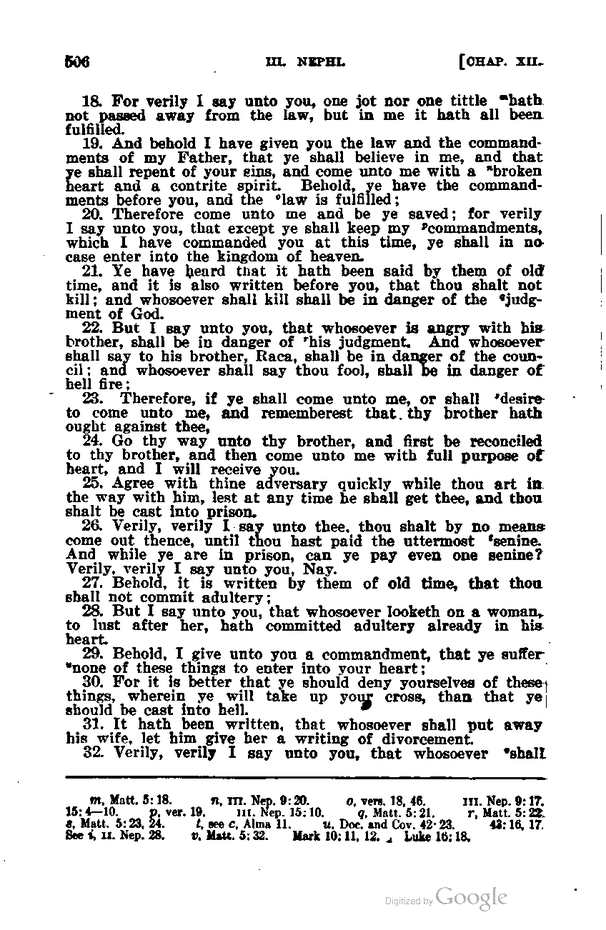 506 III. NEPHI. [CHAP. XII.
18. For verily I say unto you, one jot nor one tittle ᵐhath
not passed away from the law, but in me it hath all been
fulfilled.
19. And behold I have given you the law and the command-
ments of my Father, that ye shall believe in me, and that
ye shall repent of your sins, and come unto me with a ⁿbroken
heart and a contrite spirit. Behold, ye have the command-
ments before you, and the ᵒlaw is fulfilled;
20. Therefore come unto me and be ye saved; for verily
I say unto you, that except ye shall keep my ᵖcommandments,
which I have commanded you at this time, ye shall in no
case enter into the kingdom of heaven.
21. Ye have heard that it hath been said by them of old
time, and it is also written before you, that thou shalt not
kill; and whosoever shall kill shall be in danger of the ᑫjudg-
ment of God.
22. But I say unto you, that whosoever is angry with his
brother, shall be in danger of ʳhis judgment. And whosoever
shall say to his brother, Raca, shall be in danger of the coun-
cil; and whosoever shall say thou fool, shall be in danger of
hell fire;
23. Therefore, if ye shall come unto me, or shall ˢdesire
to come unto me, and rememberest that thy brother hath
ought against thee,
24. Go thy way unto thy brother, and first be reconciled
to thy brother, and then come unto me with full purpose of
heart, and I will receive you.
25. Agree with thine adversary quickly while thou art in
the way with him, lest at any time he shall get thee, and thou
shalt be cast into prison.
26. Verily, verily I say unto thee, thou shalt by no means
come out thence, until thou hast paid the uttermost ᵗsenine.
And while ye are in prison, can ye pay even one senine?
Verily, verily I say unto you, Nay.
27. Behold, it is written by them of old time, that thou
shall not commit adultery;
28. But I say unto you, that whosoever looketh on a woman,
to lust after her, hath committed adultery already in his
heart.
29. Behold, I give unto you a commandment, that ye suffer
ᵘnone of these things to enter into your heart;
30. For it is better that ye should deny yourselves of these
things, wherein ye will take up your cross, than that ye
should be cast into hell.
31. It hath been written, that whosoever shall put away
his wife, let him give her a writing of divorcement.
32. Verily, verily I say unto you, that whosoever ᵛshall
m, Matt. 5:18. n, III. Nep. 9:20. o, vers. 18, 46. III. Nep. 9:17.
15:4—10. p, ver. 19. III. Nep. 15:10. q, Matt. 5:21. r, Matt. 5:22.
s, Matt. 5:23, 24. t, see c, Alma 11. u, Doc. and Cov. 42:23. 43:16, 17.
See i, II. Nep. 28. v, Matt. 5:32. Mark 10:11, 12. Luke 16:18.
Digitized by Google